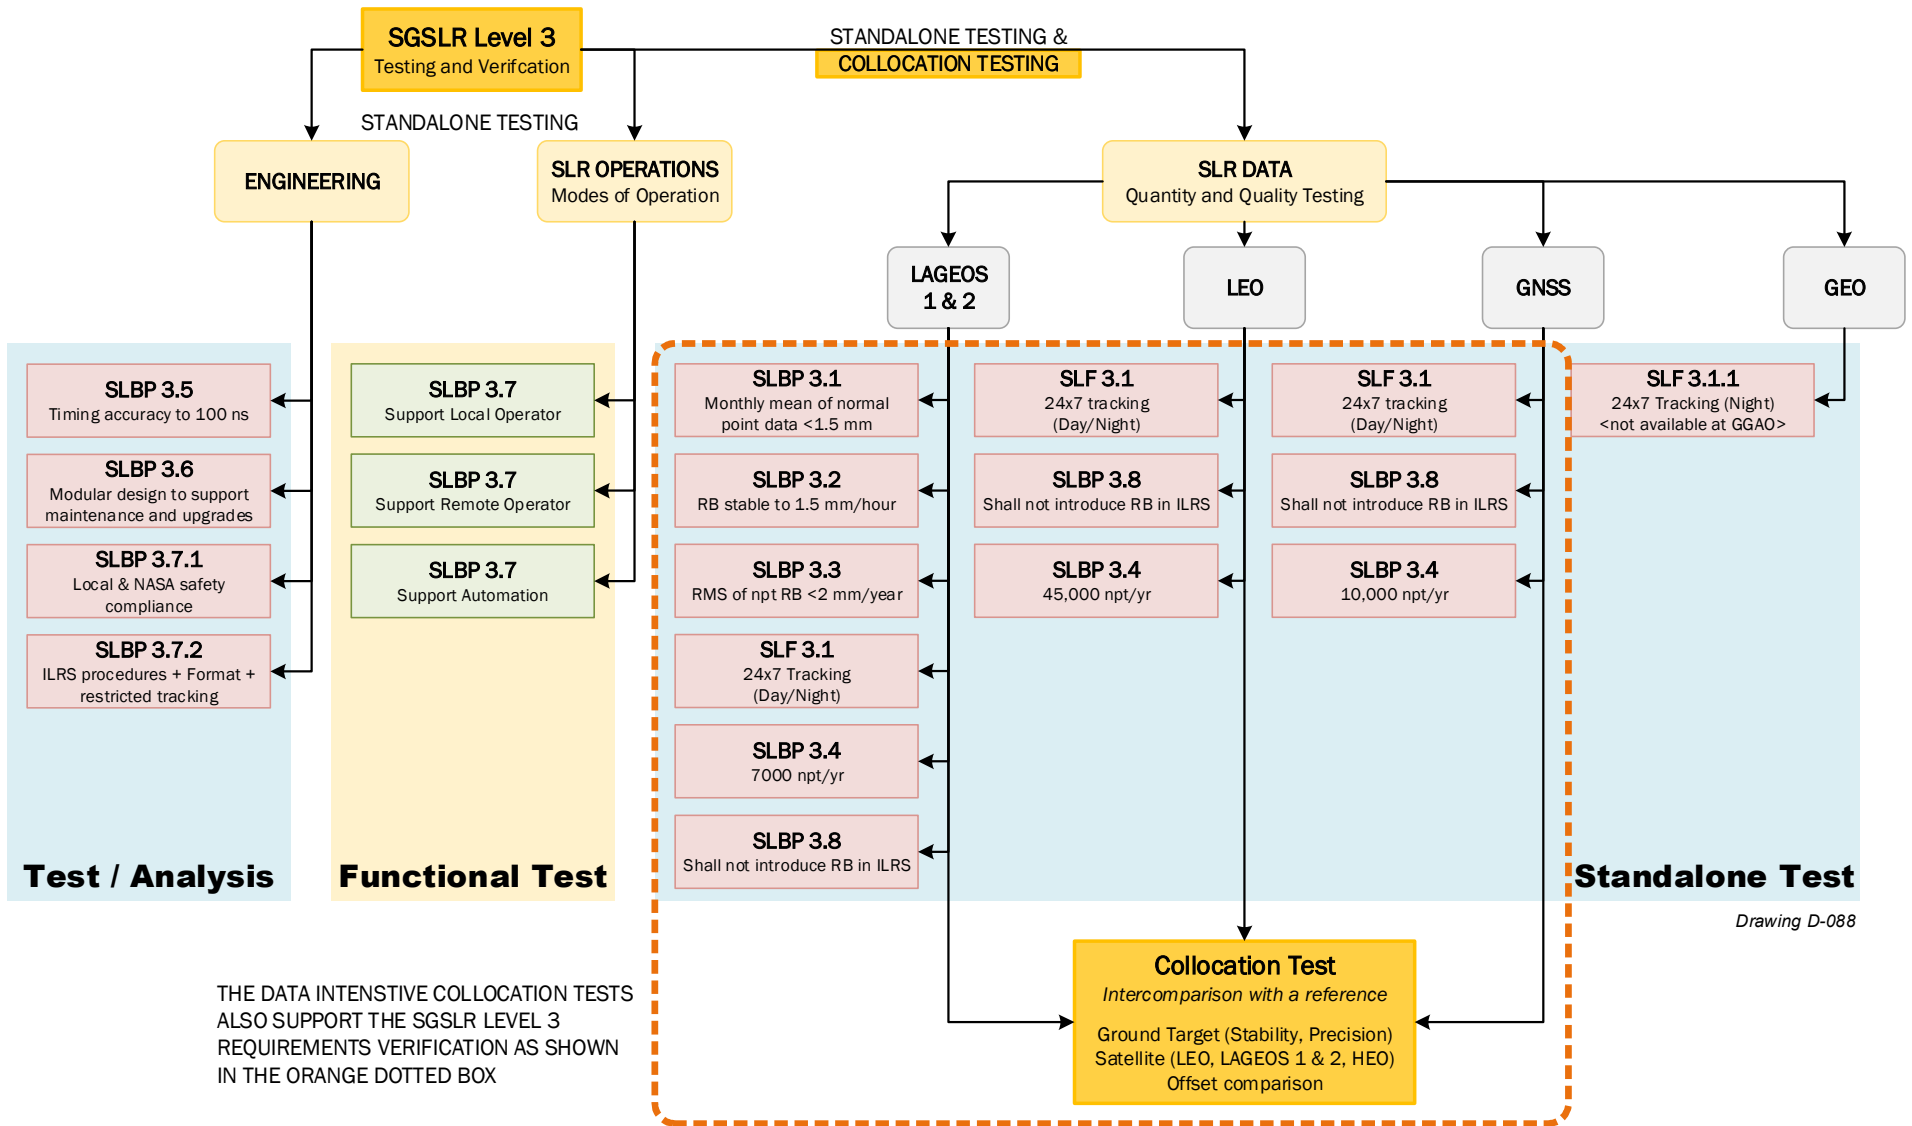 SGSLR Level 3
Testing and Verifcation
STANDALONE TESTING &
COLLOCATION TESTING
STANDALONE TESTING
ENGINEERING
SLR OPERATIONS
Modes of Operation
SLR DATA
Quantity and Quality Testing
LAGEOS
1 & 2
LEO
GNSS
GEO
SLBP 3.5
Timing accuracy to 100 ns
SLBP 3.6
Modular design to support
maintenance and upgrades
SLBP 3.7.1
Local & NASA safety
compliance
SLBP 3.7.2
ILRS procedures + Format +
restricted tracking
Test / Analysis
SLBP 3.7
Support Local Operator
SLBP 3.7
Support Remote Operator
SLBP 3.7
Support Automation
Functional Test
SLBP 3.1
Monthly mean of normal
point data <1.5 mm
SLBP 3.2
RB stable to 1.5 mm/hour
SLBP 3.3
RMS of npt RB <2 mm/year
SLF 3.1
24x7 Tracking
(Day/Night)
SLBP 3.4
7000 npt/yr
SLBP 3.8
Shall not introduce RB in ILRS
SLF 3.1
24x7 tracking
(Day/Night)
SLBP 3.8
Shall not introduce RB in ILRS
SLBP 3.4
45,000 npt/yr
SLF 3.1
24x7 tracking
(Day/Night)
SLBP 3.8
Shall not introduce RB in ILRS
SLBP 3.4
10,000 npt/yr
SLF 3.1.1
24x7 Tracking (Night)
<not available at GGAO>
Standalone Test
Drawing D-088
Collocation Test
Intercomparison with a reference
Ground Target (Stability, Precision)
Satellite (LEO, LAGEOS 1 & 2, HEO)
Offset comparison
THE DATA INTENSTIVE COLLOCATION TESTS
ALSO SUPPORT THE SGSLR LEVEL 3
REQUIREMENTS VERIFICATION AS SHOWN
IN THE ORANGE DOTTED BOX